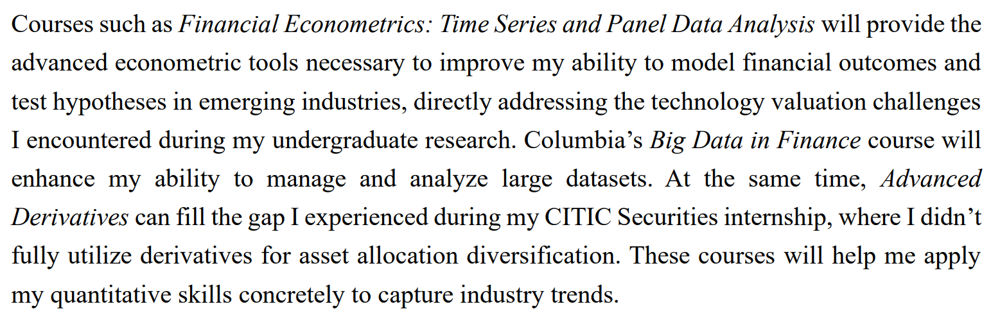 Courses such as Financial Econometrics: Time Series and Panel Data Analysis will provide the
advanced econometric tools necessary to improve my ability to model financial outcomes and
test hypotheses in emerging industries, directly addressing the technology valuation challenges
I encountered during my undergraduate research. Columbia’s Big Data in Finance course will
enhance my ability to manage and analyze large datasets. At the same time, Advanced
Derivatives can fill the gap I experienced during my CITIC Securities internship, where I didn’t
fully utilize derivatives for asset allocation diversification. These courses will help me apply
my quantitative skills concretely to capture industry trends.